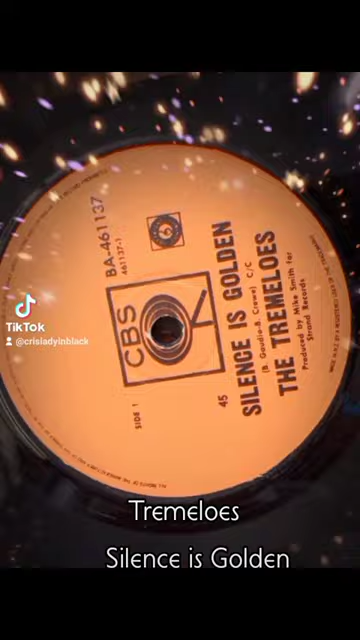 BA-461137
461137-1
CBS
SIDE 1
45
SILENCE IS GOLDEN
(B. Gaudio-B. Crewe) C/C
THE TREMELOES
Produced by Mike Smith for
Strand Records
TikTok
@crisladyinblack
Tremeloes
Silence is Golden